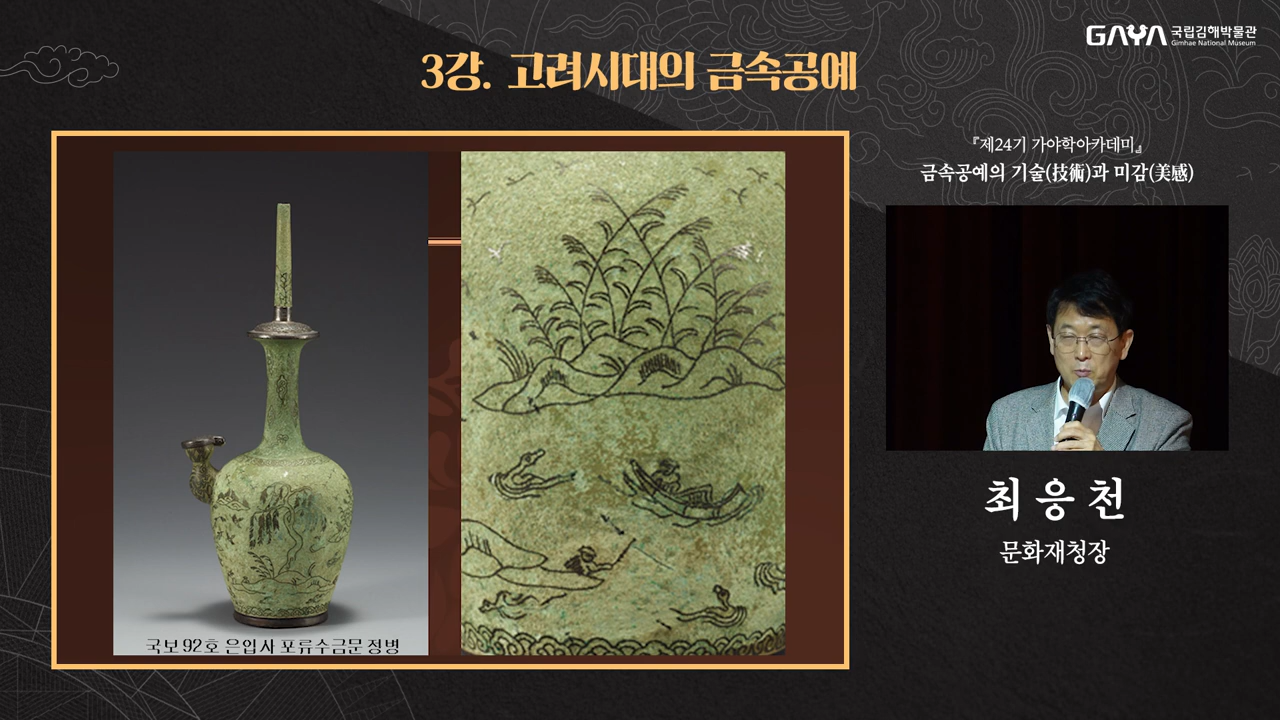 GAYA 국립김해박물관
Gimhae National Museum
3강. 고려시대의 금속공예
『제24기 가야학아카데미』
금속공예의 기술(技術)과 미감(美感)
국보 92호 은입사 포류수금문 정병
최응천
문화재청장